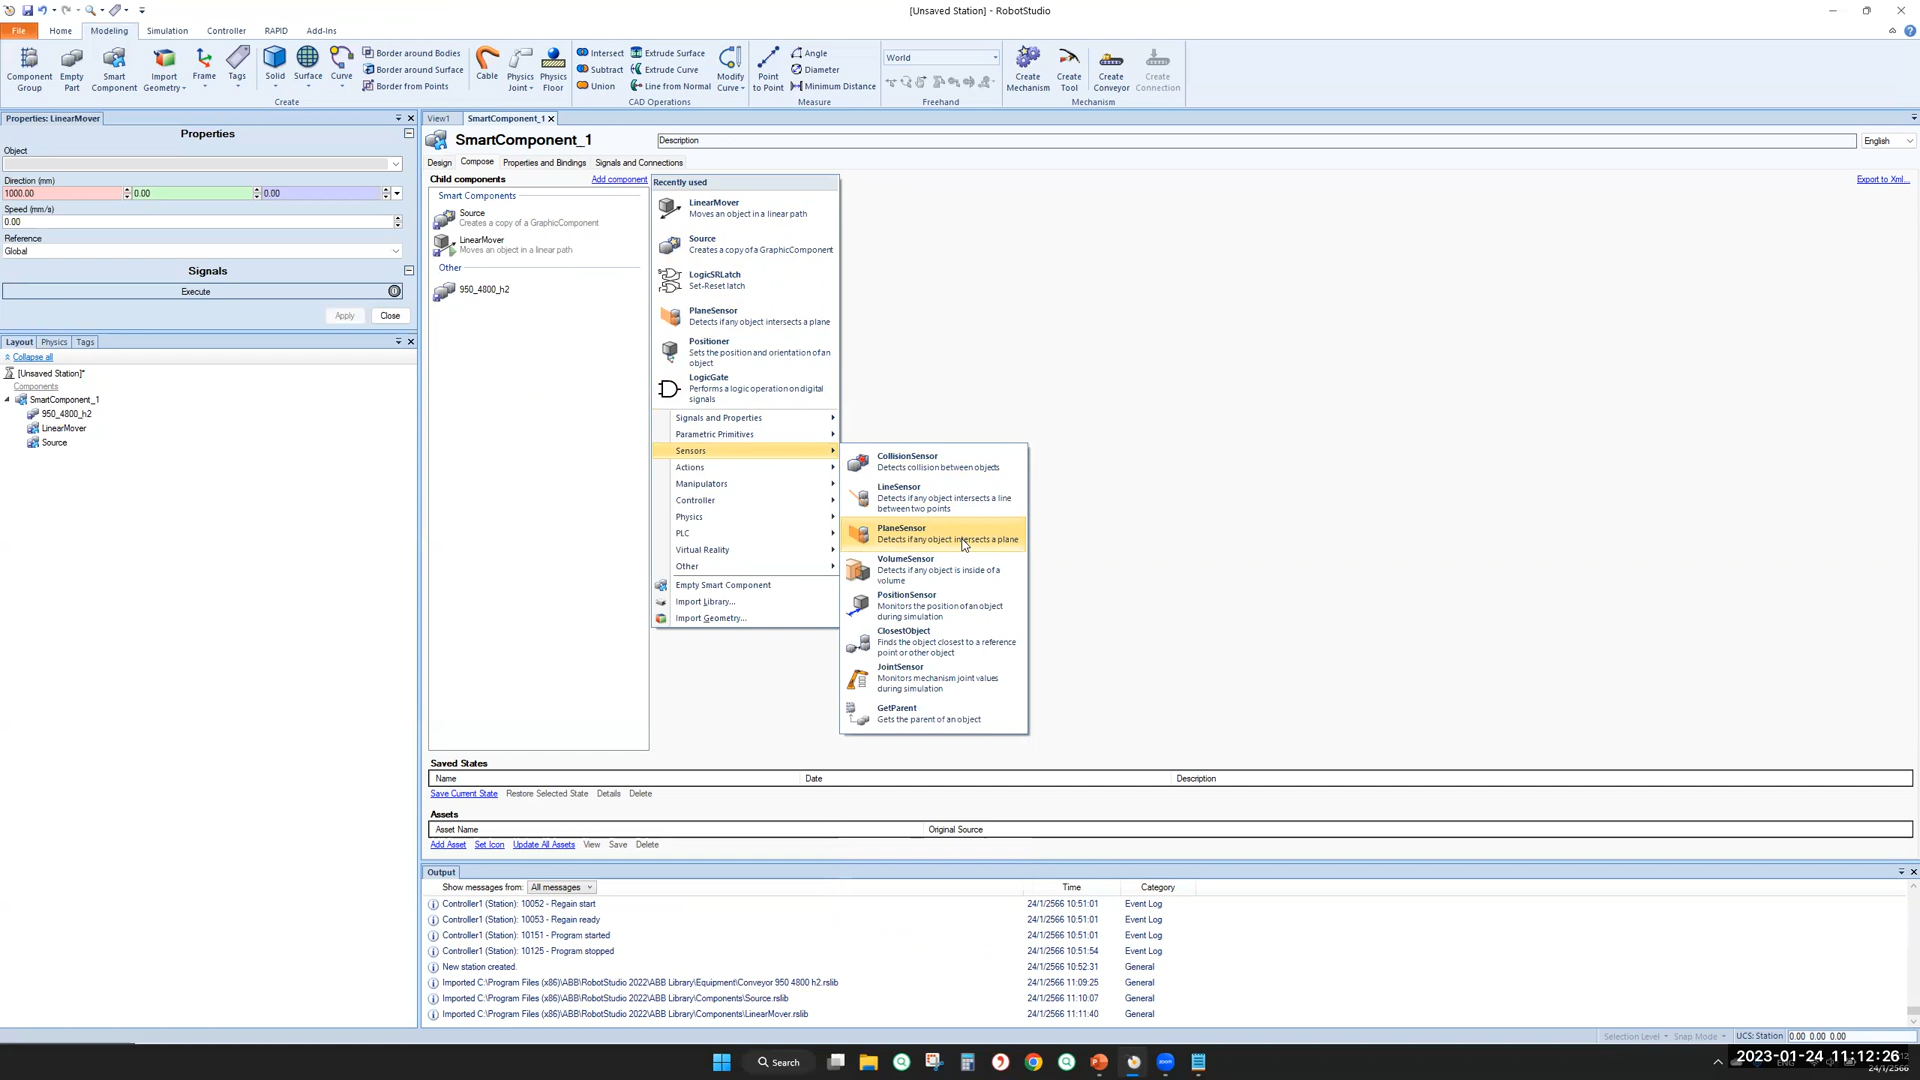 [Unsaved Station] - RobotStudio
File Home Modeling Simulation Controller RAPID Add-Ins
Component Group
Empty Part
Smart Component
Import Geometry
Frame
Tags
Solid
Surface
Curve
Border around Bodies
Border around Surface
Border from Points
Create
Cable
Physics Joint
Physics Floor
Intersect
Subtract
Union
Extrude Surface
Extrude Curve
Line from Normal
Modify Curve
CAD Operations
Point to Point
Angle
Diameter
Minimum Distance
Measure
World
Freehand
Create Mechanism
Create Tool
Create Conveyor
Create Connection
Mechanism
Properties: LinearMover
Properties
Object
Direction (mm)
1000.00 0.00 0.00
Speed (mm/s)
0.00
Reference
Global
Signals
Execute
Apply Close
Layout Physics Tags
Collapse all
[Unsaved Station]*
Components
SmartComponent_1
950_4800_h2
LinearMover
Source
View1 SmartComponent_1
SmartComponent_1
Description
English
Design Compose Properties and Bindings Signals and Connections
Child components
Add component
Export to Xml...
Smart Components
Source
Creates a copy of a GraphicComponent
LinearMover
Moves an object in a linear path
Other
950_4800_h2
Recently used
LinearMover
Moves an object in a linear path
Source
Creates a copy of a GraphicComponent
LogicSRLatch
Set-Reset latch
PlaneSensor
Detects if any object intersects a plane
Positioner
Sets the position and orientation of an
object
LogicGate
Performs a logic operation on digital
signals
Signals and Properties
Parametric Primitives
Sensors
Actions
Manipulators
Controller
Physics
PLC
Virtual Reality
Other
Empty Smart Component
Import Library...
Import Geometry...
CollisionSensor
Detects collision between objects
LineSensor
Detects if any object intersects a line
between two points
PlaneSensor
Detects if any object intersects a plane
VolumeSensor
Detects if any object is inside of a
volume
PositionSensor
Monitors the position of an object
during simulation
ClosestObject
Finds the object closest to a reference
point or other object
JointSensor
Monitors mechanism joint values
during simulation
GetParent
Gets the parent of an object
Saved States
Name Date Description
Save Current State Restore Selected State Details Delete
Assets
Asset Name Original Source
Add Asset Set Icon Update All Assets View Save Delete
Output
Show messages from: All messages Time Category
Controller1 (Station): 10052 - Regain start 24/1/2566 10:51:01 Event Log
Controller1 (Station): 10053 - Regain ready 24/1/2566 10:51:01 Event Log
Controller1 (Station): 10151 - Program started 24/1/2566 10:51:01 Event Log
Controller1 (Station): 10125 - Program stopped 24/1/2566 10:51:54 Event Log
New station created. 24/1/2566 10:52:31 General
Imported C:\Program Files (x86)\ABB\RobotStudio 2022\ABB Library\Equipment\Conveyor 950 4800 h2.rslib 24/1/2566 11:09:25 General
Imported C:\Program Files (x86)\ABB\RobotStudio 2022\ABB Library\Components\Source.rslib 24/1/2566 11:10:07 General
Imported C:\Program Files (x86)\ABB\RobotStudio 2022\ABB Library\Components\LinearMover.rslib 24/1/2566 11:11:40 General
Selection Level Snap Mode UCS: Station 0.00 0.00 0.00
Search
2023-01-24 11:12:26
24/1/2566